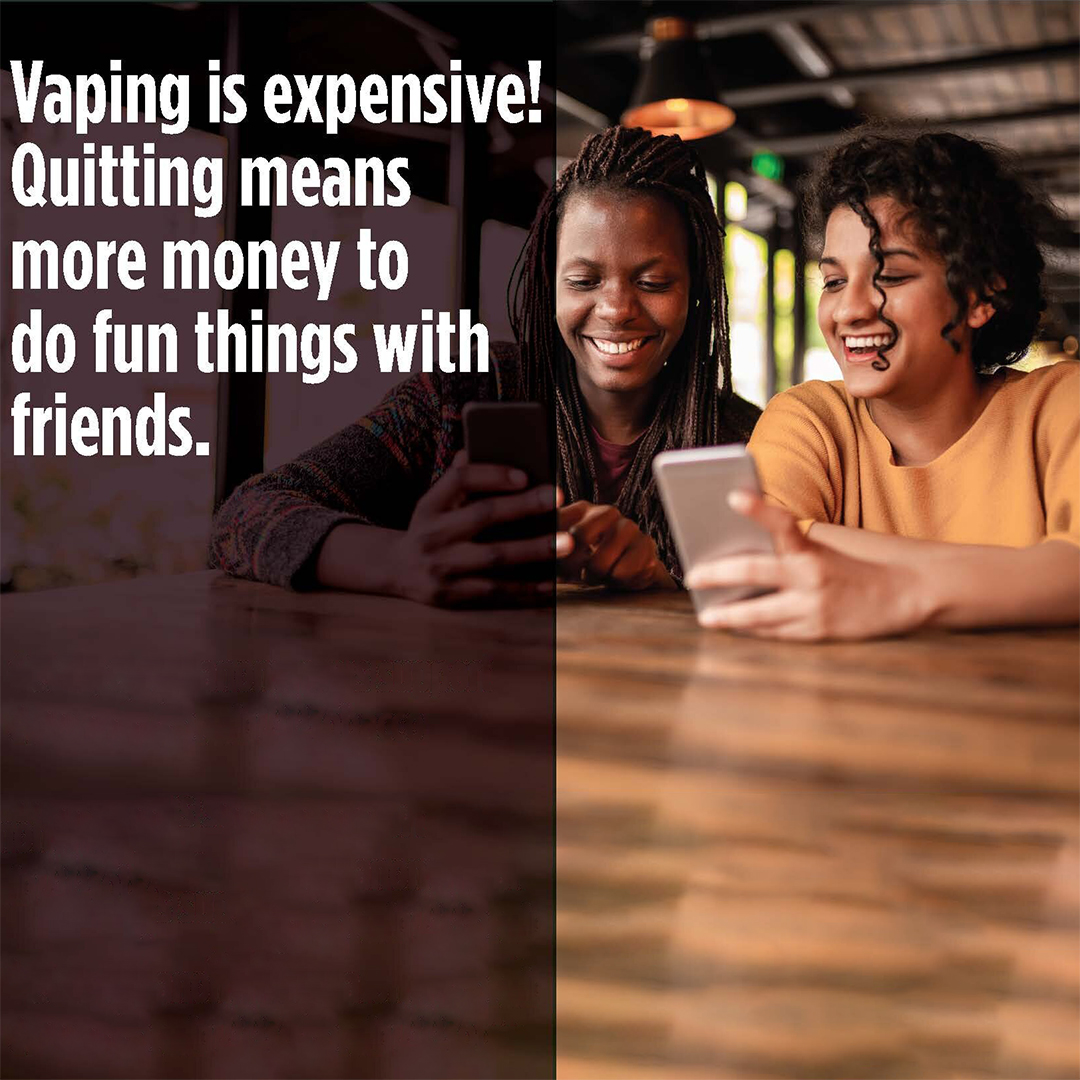 Vaping is expensive!
Quitting means
more money to
do fun things with
friends.